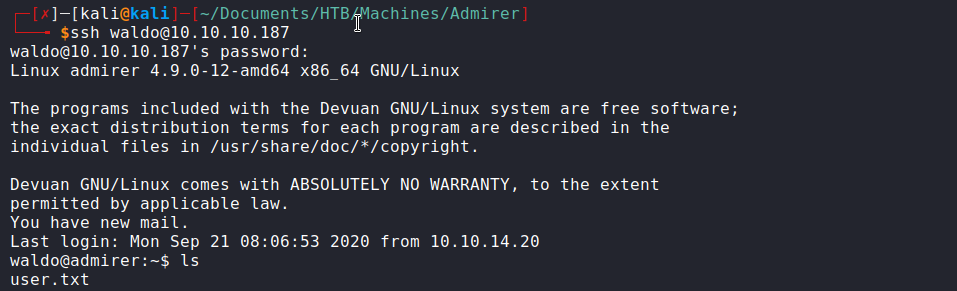 [✗]─[kali@kali]─[~/Documents/HTB/Machines/Admirer]
$ssh waldo@10.10.10.187
waldo@10.10.10.187's password:
Linux admirer 4.9.0-12-amd64 x86_64 GNU/Linux
The programs included with the Devuan GNU/Linux system are free software;
the exact distribution terms for each program are described in the
individual files in /usr/share/doc/*/copyright.
Devuan GNU/Linux comes with ABSOLUTELY NO WARRANTY, to the extent
permitted by applicable law.
You have new mail.
Last login: Mon Sep 21 08:06:53 2020 from 10.10.14.20
waldo@admirer:~$ ls
user.txt